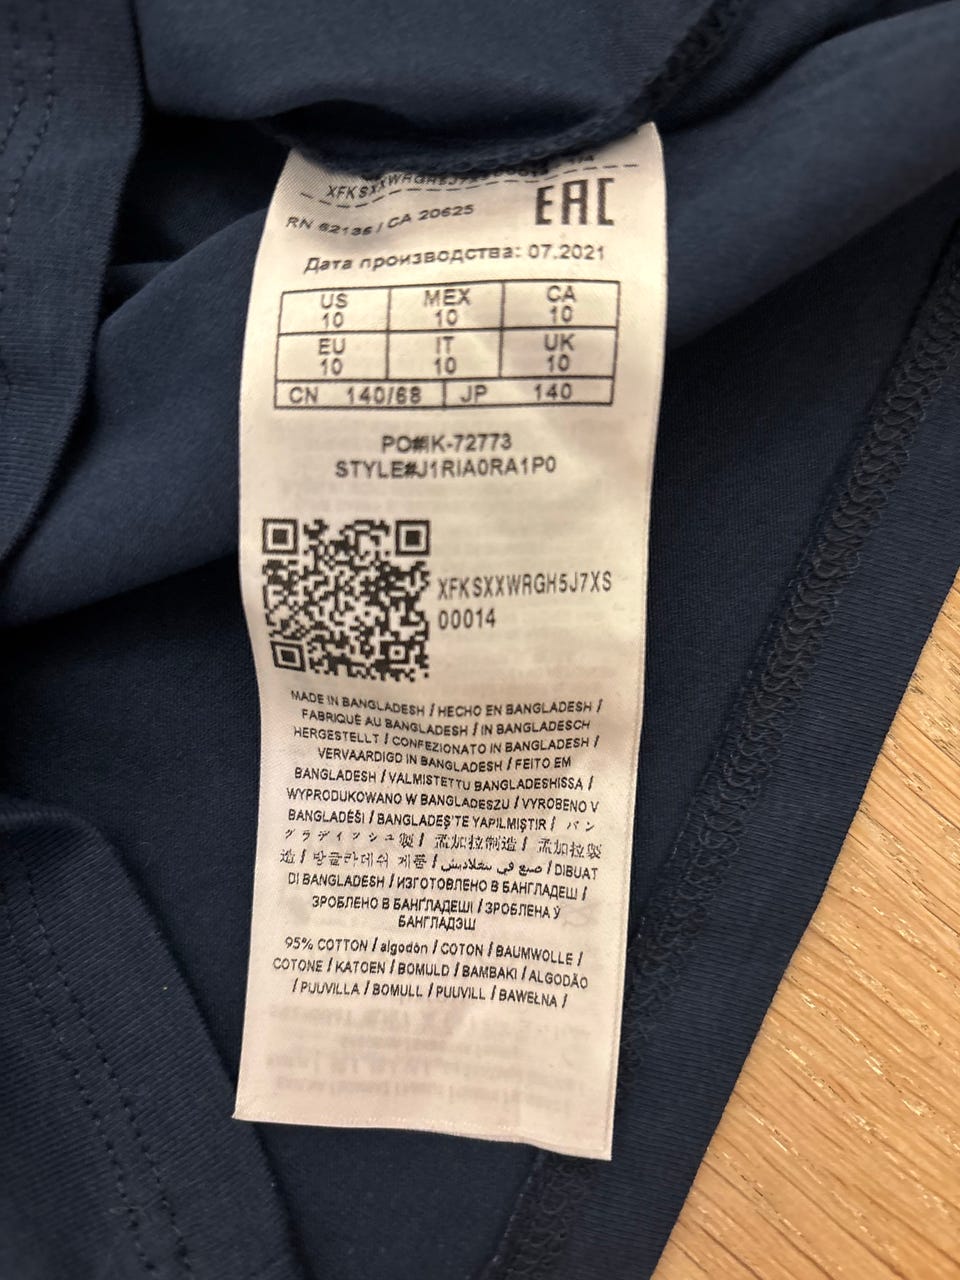 XFKSXXWRGH5J7XS00014
EAC
RN 62136 / CA 20625
Дата производства: 07.2021
US MEX CA
10 10 10
EU IT UK
10 10 10
CN 140/68 JP 140
PO#IK-72773
STYLE#J1RIA0RA1P0
XFKSXXWRGH5J7XS
00014
MADE IN BANGLADESH / HECHO EN BANGLADESH /
FABRIQUÉ AU BANGLADESH / IN BANGLADESCH
HERGESTELLT / CONFEZIONATO IN BANGLADESH /
VERVAARDIGD IN BANGLADESH / FEITO EM
BANGLADESH / VALMISTETTU BANGLADESHISSA /
WYPRODUKOWANO W BANGLADESZU / VYROBENO V
BANGLADÉŠI / BANGLADEŞ'TE YAPILMIŞTIR / バン
グラディッシュ製 / 孟加拉制造 / 孟加拉製
造 / 방글라데쉬 제품 / صنع في بنغلاديش / DIBUAT
DI BANGLADESH / ИЗГОТОВЛЕНО В БАНГЛАДЕШ /
ЗРОБЛЕНО В БАНГЛАДЕШІ / ЗРОБЛЕНА Ў
БАНГЛАДЭШ
95% COTTON / algodón / COTON / BAUMWOLLE /
COTONE / KATOEN / BOMULD / ΒΑΜΒΑΚΙ / ALGODÃO
/ PUUVILLA / BOMULL / PUUVILL / BAWEŁNA /